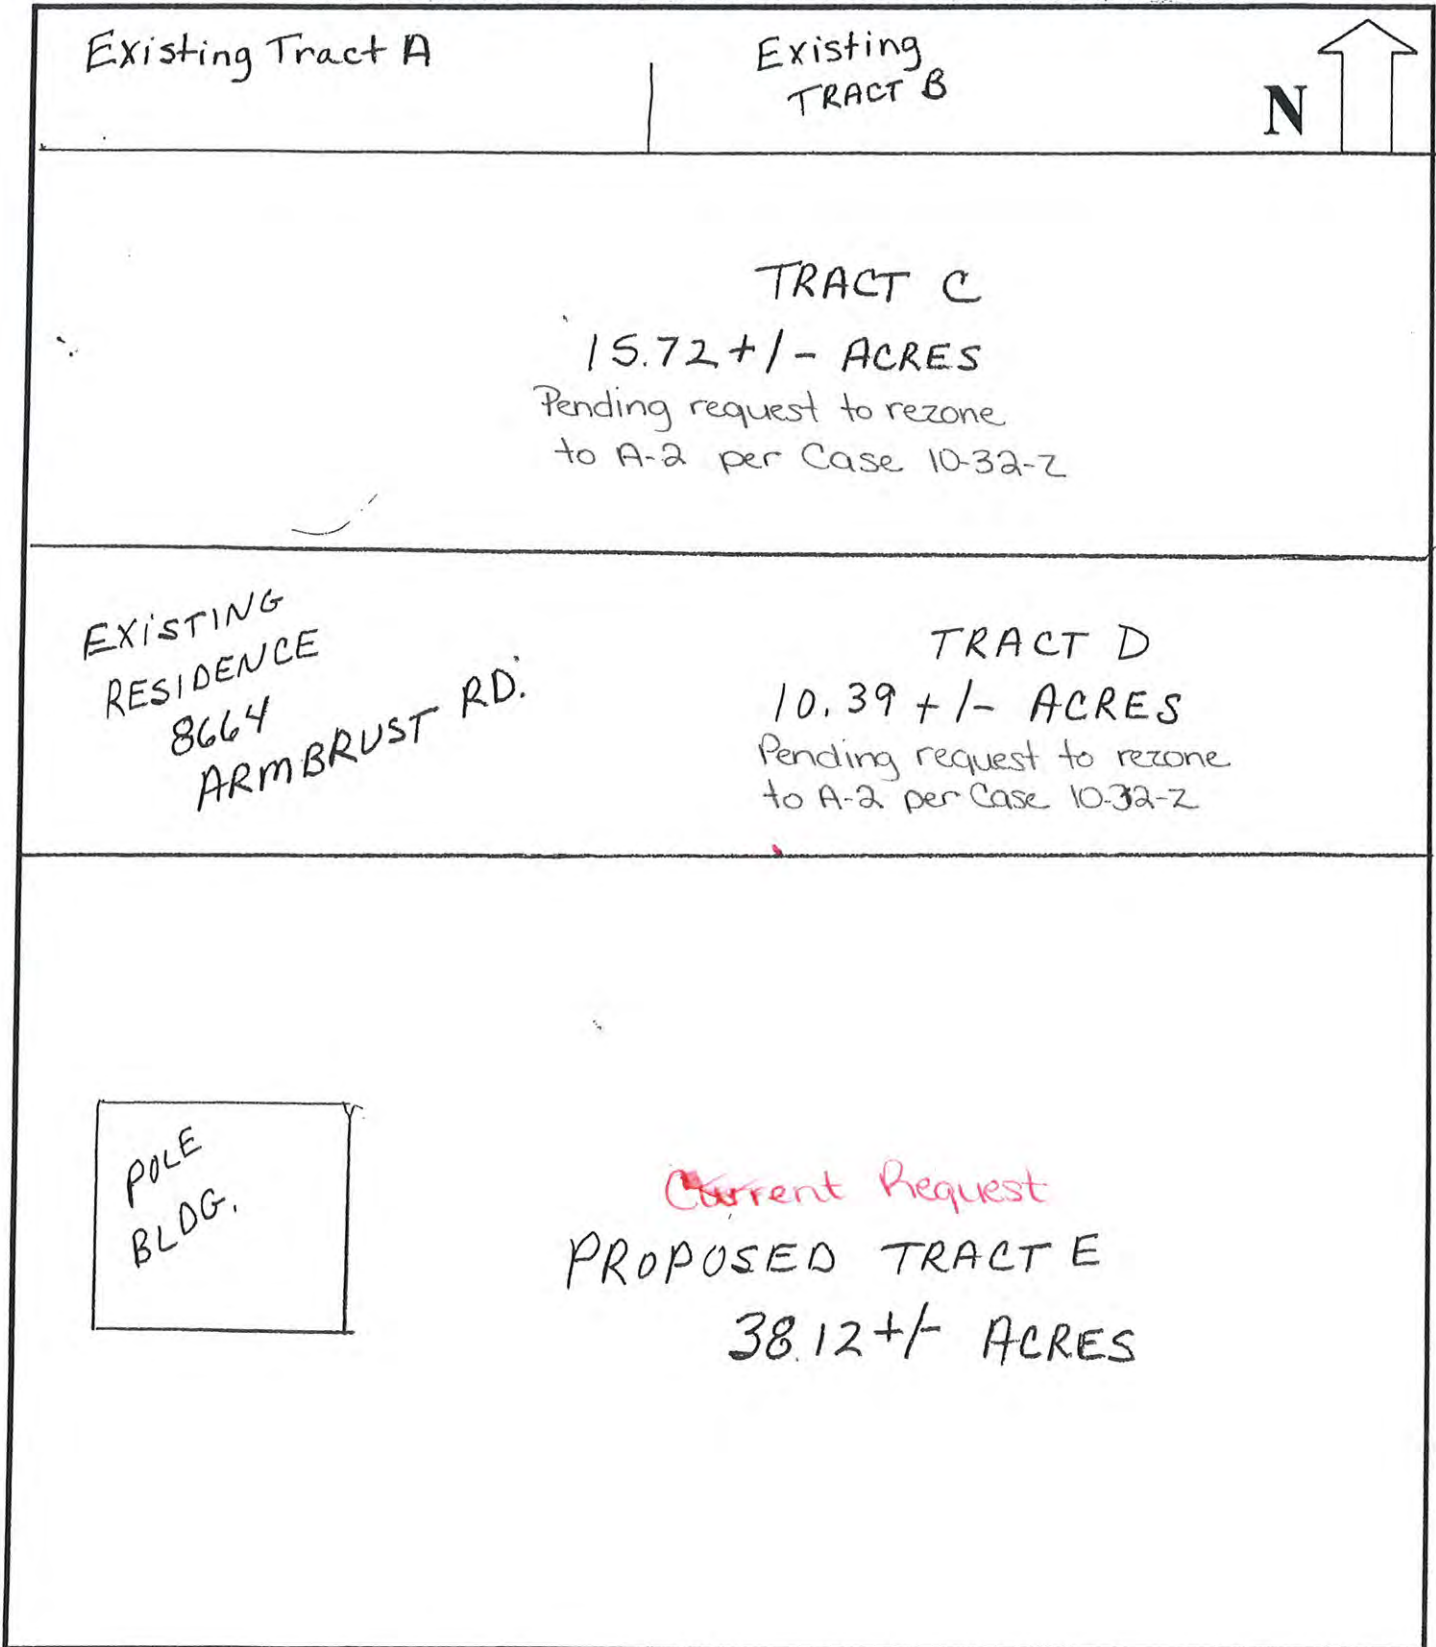 Existing Tract A
Existing
TRACT B
N
TRACT C
15.72 +/- ACRES
Pending request to rezone
to A-2 per Case 10-32-Z
EXISTING
RESIDENCE
8664
ARMBRUST RD.
TRACT D
10.39 +/- ACRES
Pending request to rezone
to A-2 per Case 10-32-Z
POLE
BLDG.
Current Request
PROPOSED TRACT E
38.12 +/- ACRES